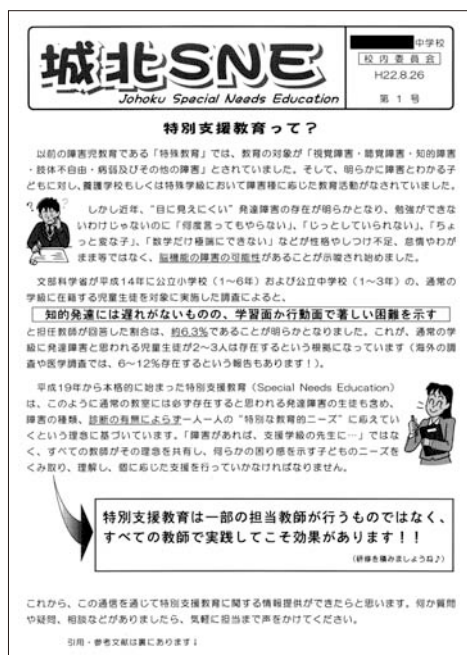 城北SNE
Johoku Special Needs Education
中学校
校内委員会
H22.8.26
第1号
特別支援教育って?
以前の障害児教育である「特殊教育」では、教育の対象が「視覚障害・聴覚障害・知的障害
・肢体不自由・病弱及びその他の障害」とされていました。そして、明らかに障害とわかる子
どもに対し、養護学校もしくは特殊学級において障害種に応じた教育活動がなされていました。
しかし近年、“目に見えにくい”発達障害の存在が明らかとなり、勉強ができな
いわけじゃないのに「何度言ってもやらない」、「じっとしていられない」、「ちょ
っと変な子」、「数学だけ極端にできない」などが性格やしつけ不足、怠惰やわが
まま等ではなく、脳機能の障害の可能性があることが示唆され始めました。
文部科学省が平成14年に公立小学校(1~6年)および公立中学校(1~3年)の、通常の
学級に在籍する児童生徒を対象に実施した調査によると、
知的発達には遅れがないものの、学習面か行動面で著しい困難を示す
と担任教師が回答した割合は、約6.3%であることが明らかとなりました。これが、通常の学
級に発達障害と思われる児童生徒が2~3人は存在するという根拠になっています(海外の調
査や医学調査では、6~12%存在するという報告もあります!)。
平成19年から本格的に始まった特別支援教育(Special Needs Education)
は、このように通常の教室には必ず存在すると思われる発達障害の生徒も含め、
障害の種類、診断の有無によらず一人一人の“特別な教育的ニーズ”に応えてい
くという理念に基づいています。「障害があれば、支援学級の先生に…」ではな
く、すべての教師がその理念を共有し、何らかの困り感を示す子どものニーズを
くみ取り、理解し、個に応じた支援を行っていかなければなりません。
特別支援教育は一部の担当教師が行うものではなく、
すべての教師で実践してこそ効果があります!!
(研修を積みましょうね♪)
これから、この通信を通じて特別支援教育に関する情報提供ができたらと思います。何か質問
や疑問、相談などがありましたら、気軽に担当まで声をかけてください。
引用・参考文献は裏にあります↓